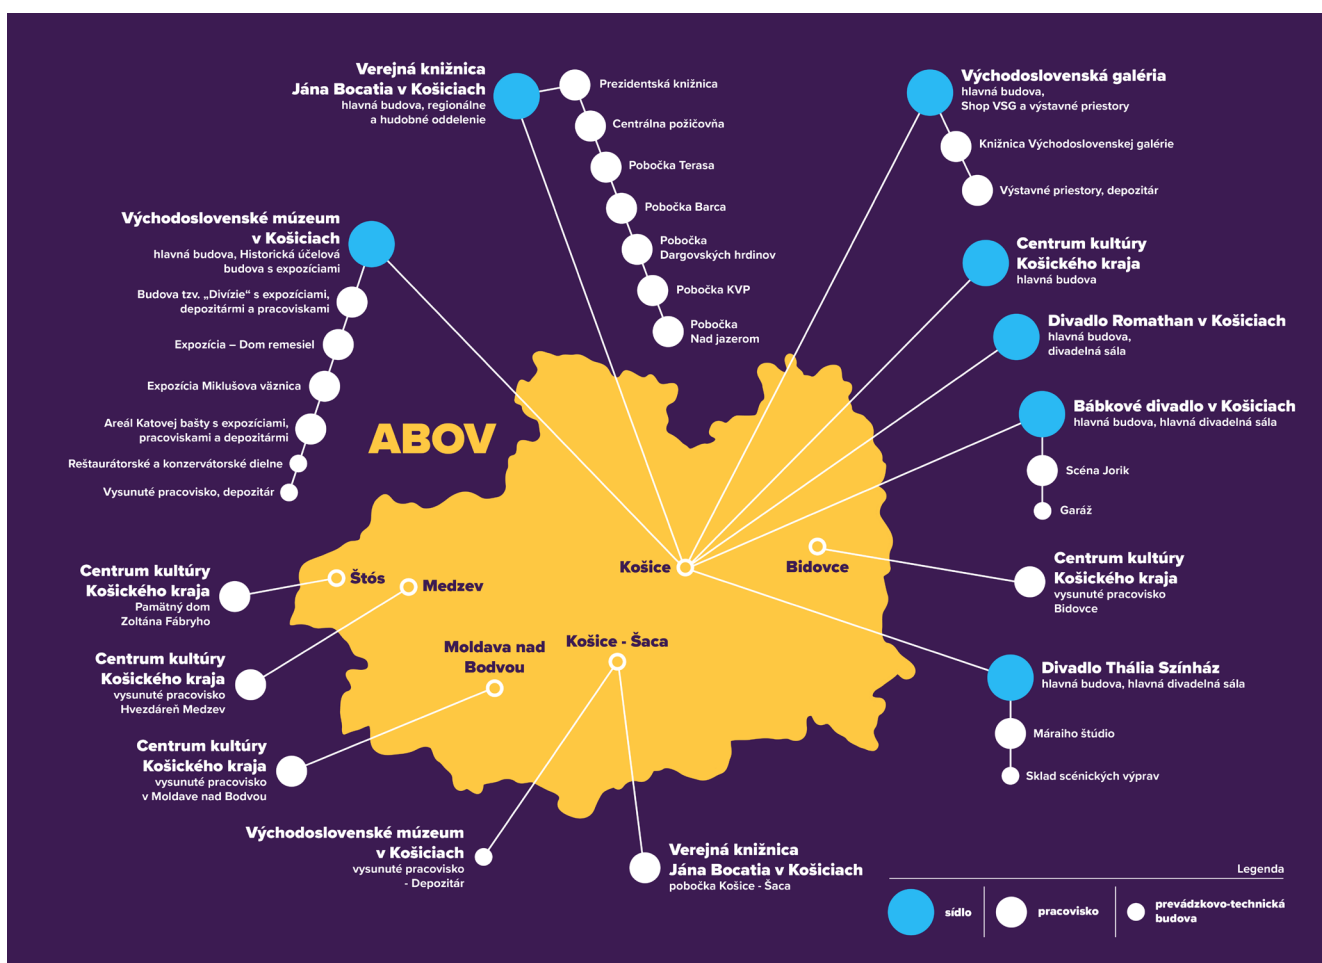 Verejná knižnica
Jána Bocatia v Košiciach
hlavná budova, regionálne
a hudobné oddelenie
Prezidentská knižnica
Centrálna požičovňa
Pobočka Terasa
Pobočka Barca
Pobočka
Dargovských hrdinov
Pobočka KVP
Pobočka
Nad jazerom
Východoslovenská galéria
hlavná budova,
Shop VSG a výstavné priestory
Knižnica Východoslovenskej galérie
Výstavné priestory, depozitár
Východoslovenské múzeum
v Košiciach
hlavná budova, Historická účelová
budova s expozíciami
Budova tzv. „Divízie“ s expozíciami,
depozitármi a pracoviskami
Expozícia – Dom remesiel
Expozícia Miklušova väznica
Areál Katovej bašty s expozíciami,
pracoviskami a depozitármi
Reštaurátorské a konzervátorské dielne
Vysunuté pracovisko, depozitár
Centrum kultúry
Košického kraja
hlavná budova
Divadlo Romathan v Košiciach
hlavná budova,
divadelná sála
Bábkové divadlo v Košiciach
hlavná budova, hlavná divadelná sála
Scéna Jorik
Garáž
ABOV
Košice
Bidovce
Štós
Medzev
Moldava nad
Bodvou
Košice - Šaca
Centrum kultúry
Košického kraja
vysunuté pracovisko
Bidovce
Centrum kultúry
Košického kraja
Pamätný dom
Zoltána Fábryho
Centrum kultúry
Košického kraja
vysunuté pracovisko
Hvezdáreň Medzev
Centrum kultúry
Košického kraja
vysunuté pracovisko
v Moldave nad Bodvou
Divadlo Thália Színház
hlavná budova, hlavná divadelná sála
Máraiho štúdio
Sklad scénických výprav
Východoslovenské múzeum
v Košiciach
vysunuté pracovisko
- Depozitár
Verejná knižnica
Jána Bocatia v Košiciach
pobočka Košice - Šaca
Legenda
sídlo
pracovisko
prevádzkovo-technická
budova